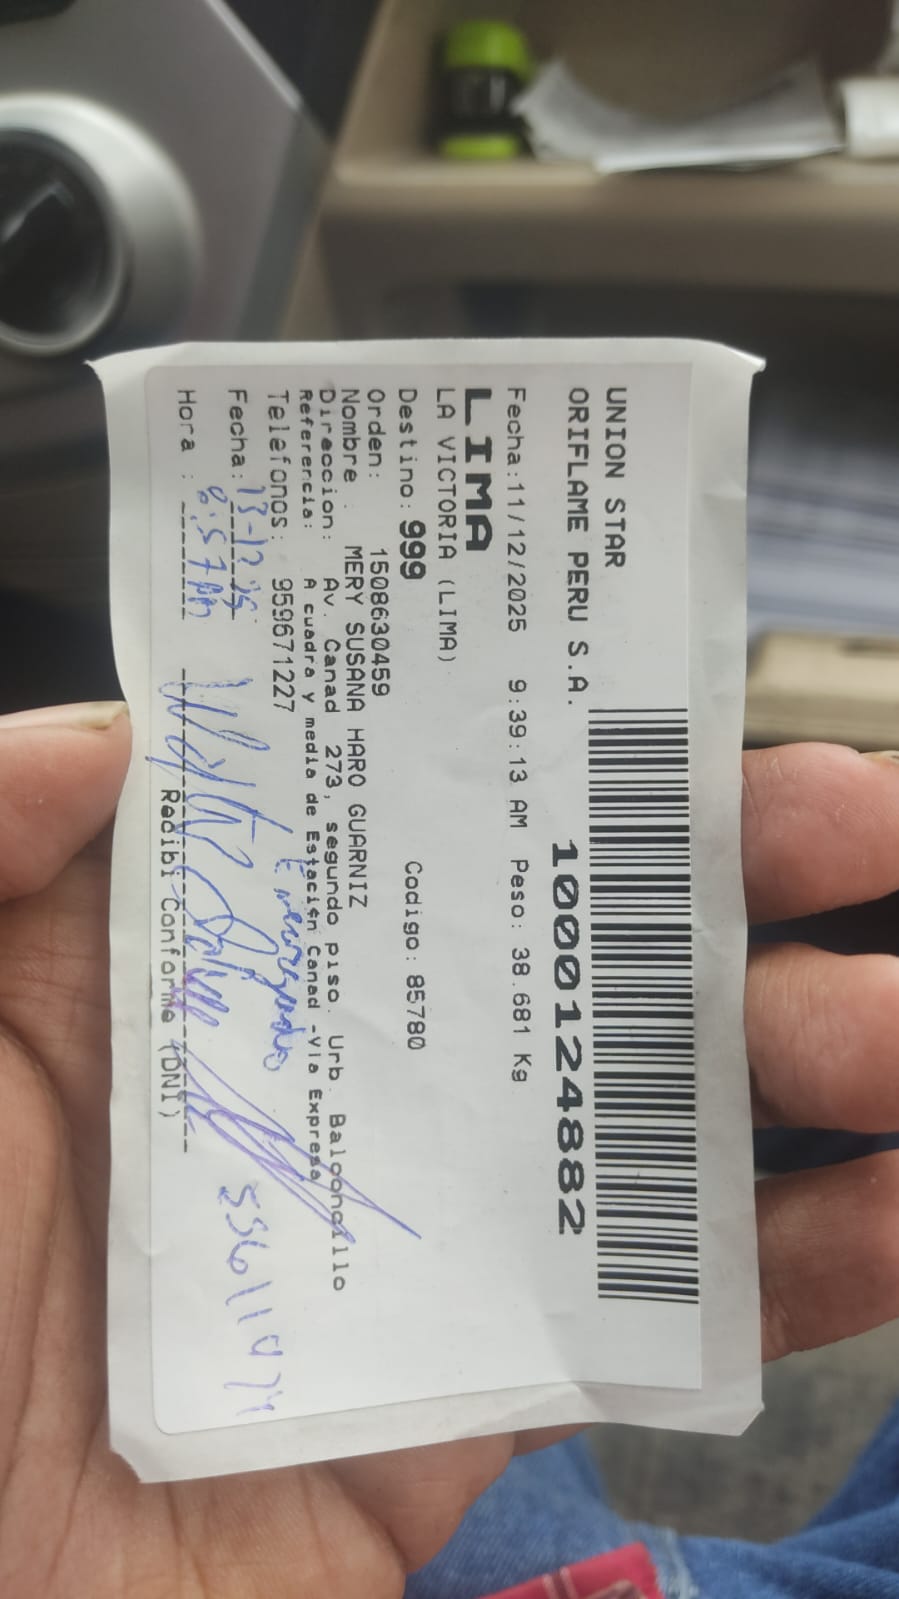 UNION STAR
ORIFLAME PERU S.A.
1000124882
Fecha:11/12/2025 9:39:13 AM Peso: 38.681 Kg
LIMA
LA VICTORIA (LIMA)
Destino: 999 Codigo: 85780
Orden: 1508630459
Nombre : MERY SUSANA HARO GUARNIZ
Direccion: Av. Canad 273, segundo piso. Urb. Balconcillo
Referencia: A cuadra y media de Estación Canad -Vía Expresa
Telefonos: 959671227
Encargado
Fecha: 13-12-25
Hora : 8:57 AM
Recibi Conforme (DNI)